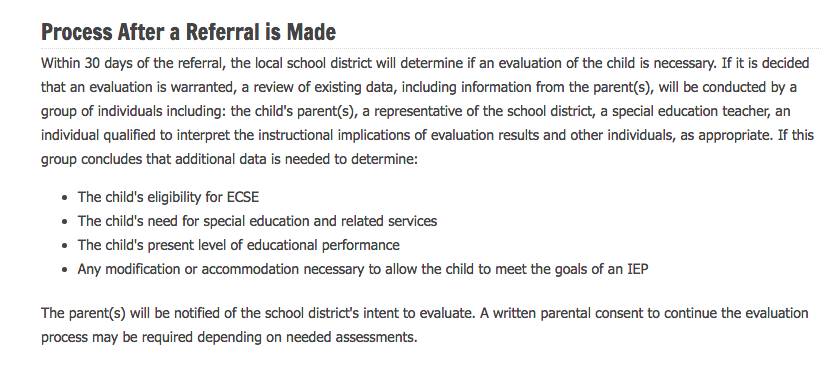 Process After a Referral is Made
Within 30 days of the referral, the local school district will determine if an evaluation of the child is necessary. If it is decided
that an evaluation is warranted, a review of existing data, including information from the parent(s), will be conducted by a
group of individuals including: the child's parent(s), a representative of the school district, a special education teacher, an
individual qualified to interpret the instructional implications of evaluation results and other individuals, as appropriate. If this
group concludes that additional data is needed to determine:
• The child's eligibility for ECSE
• The child's need for special education and related services
• The child's present level of educational performance
• Any modification or accommodation necessary to allow the child to meet the goals of an IEP
The parent(s) will be notified of the school district's intent to evaluate. A written parental consent to continue the evaluation
process may be required depending on needed assessments.